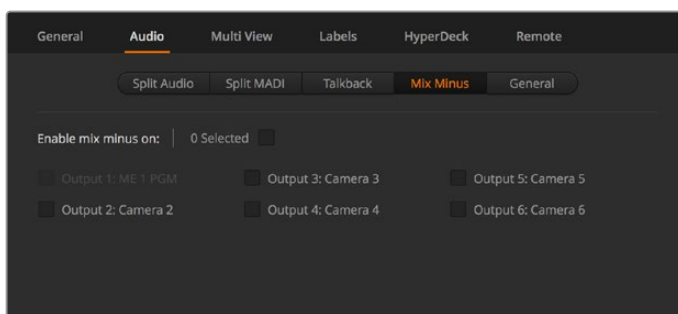 General Audio Multi View Labels HyperDeck Remote
Split Audio Split MADI Talkback Mix Minus General
Enable mix minus on: 0 Selected
Output 1: ME 1 PGM Output 3: Camera 3 Output 5: Camera 5
Output 2: Camera 2 Output 4: Camera 4 Output 6: Camera 6